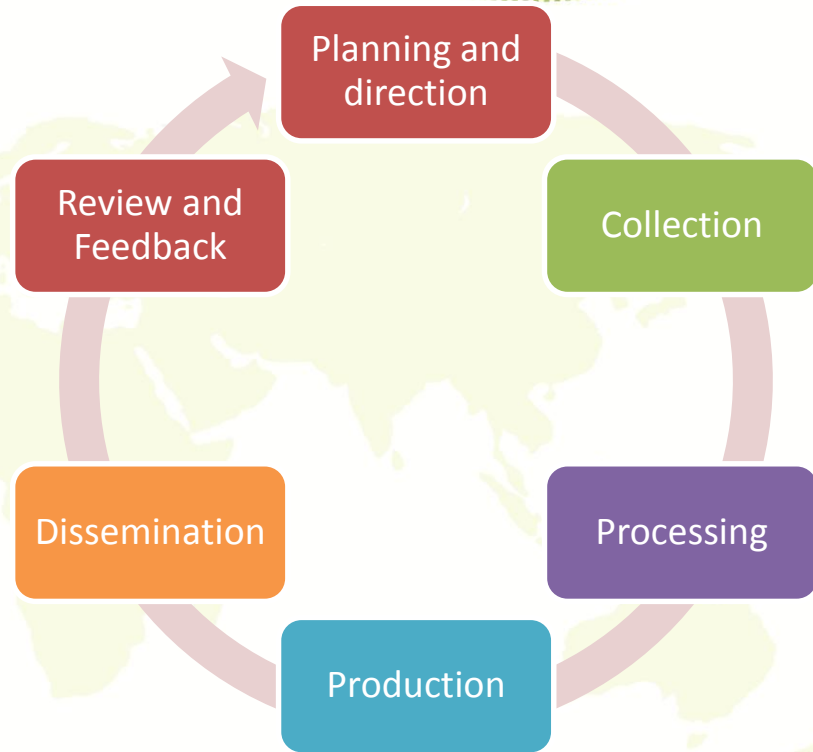 Planning and
direction
Collection
Processing
Production
Dissemination
Review and
Feedback